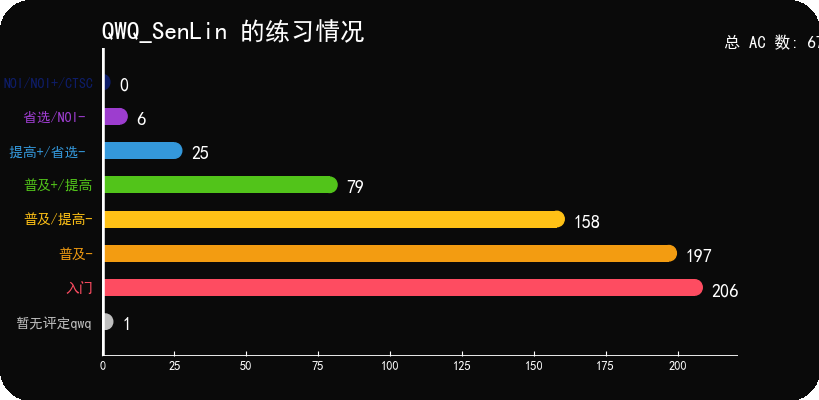 QWQ_SenLin 的练习情况
总 AC 数: 67
NOI/NOI+/CTSC 0
省选/NOI- 6
提高+/省选- 25
普及+/提高 79
普及/提高- 158
普及- 197
入门 206
暂无评定qwq 1
0 25 50 75 100 125 150 175 200